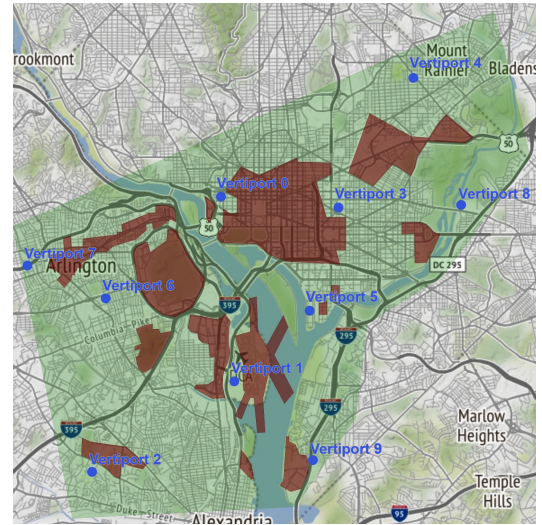 Mount
Rainier
Vertiport 4
Bladens
rookmont
US
50
Vertiport 0
Vertiport 3
Vertiport 8
50
Vertiport 7
Arlington
DC 295
Vertiport 6
395
Vertiport 5
Columbia Pike
295
Vertiport 1
295
Marlow
Heights
395
Vertiport 2
Vertiport 9
Temple
Hills
Duke Street
Alexandria
95